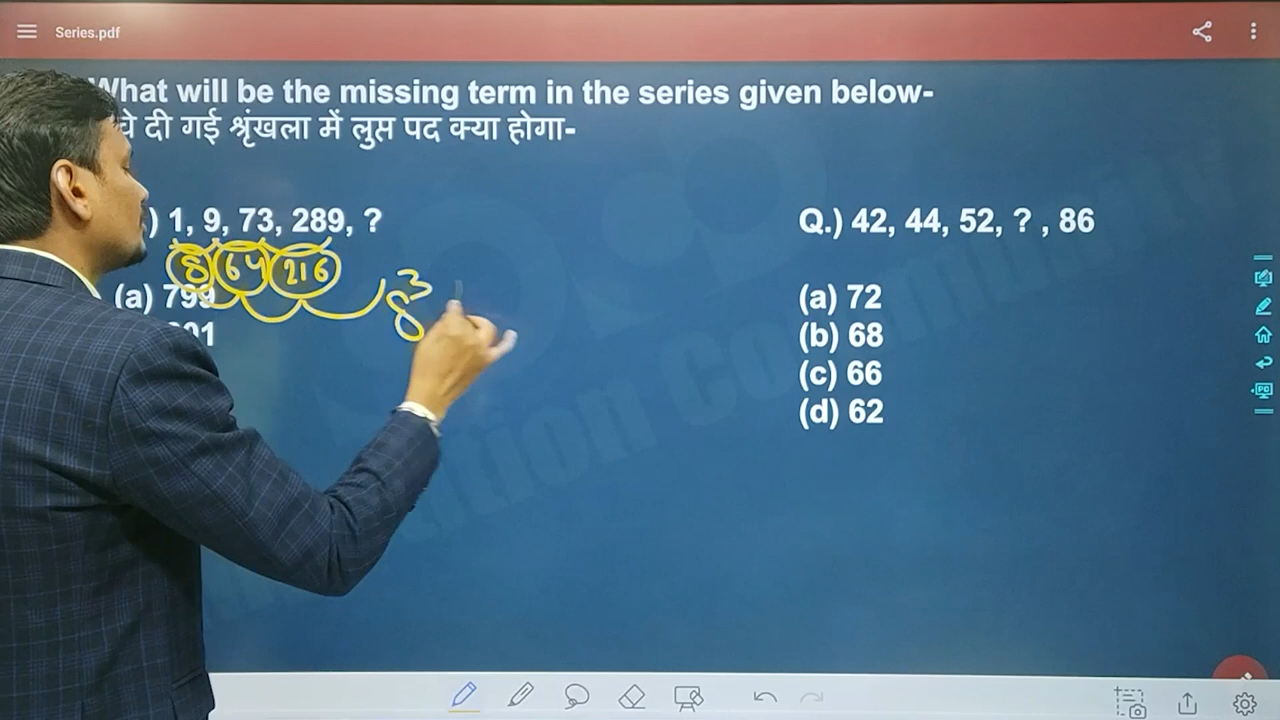 Series.pdf
What will be the missing term in the series given below-
चे दी गई श्रृंखला में लुप्त पद क्या होगा-
) 1, 9, 73, 289, ?
8 64 216
8³
(a) 799
Q.) 42, 44, 52, ? , 86
(a) 72
(b) 68
(c) 66
(d) 62